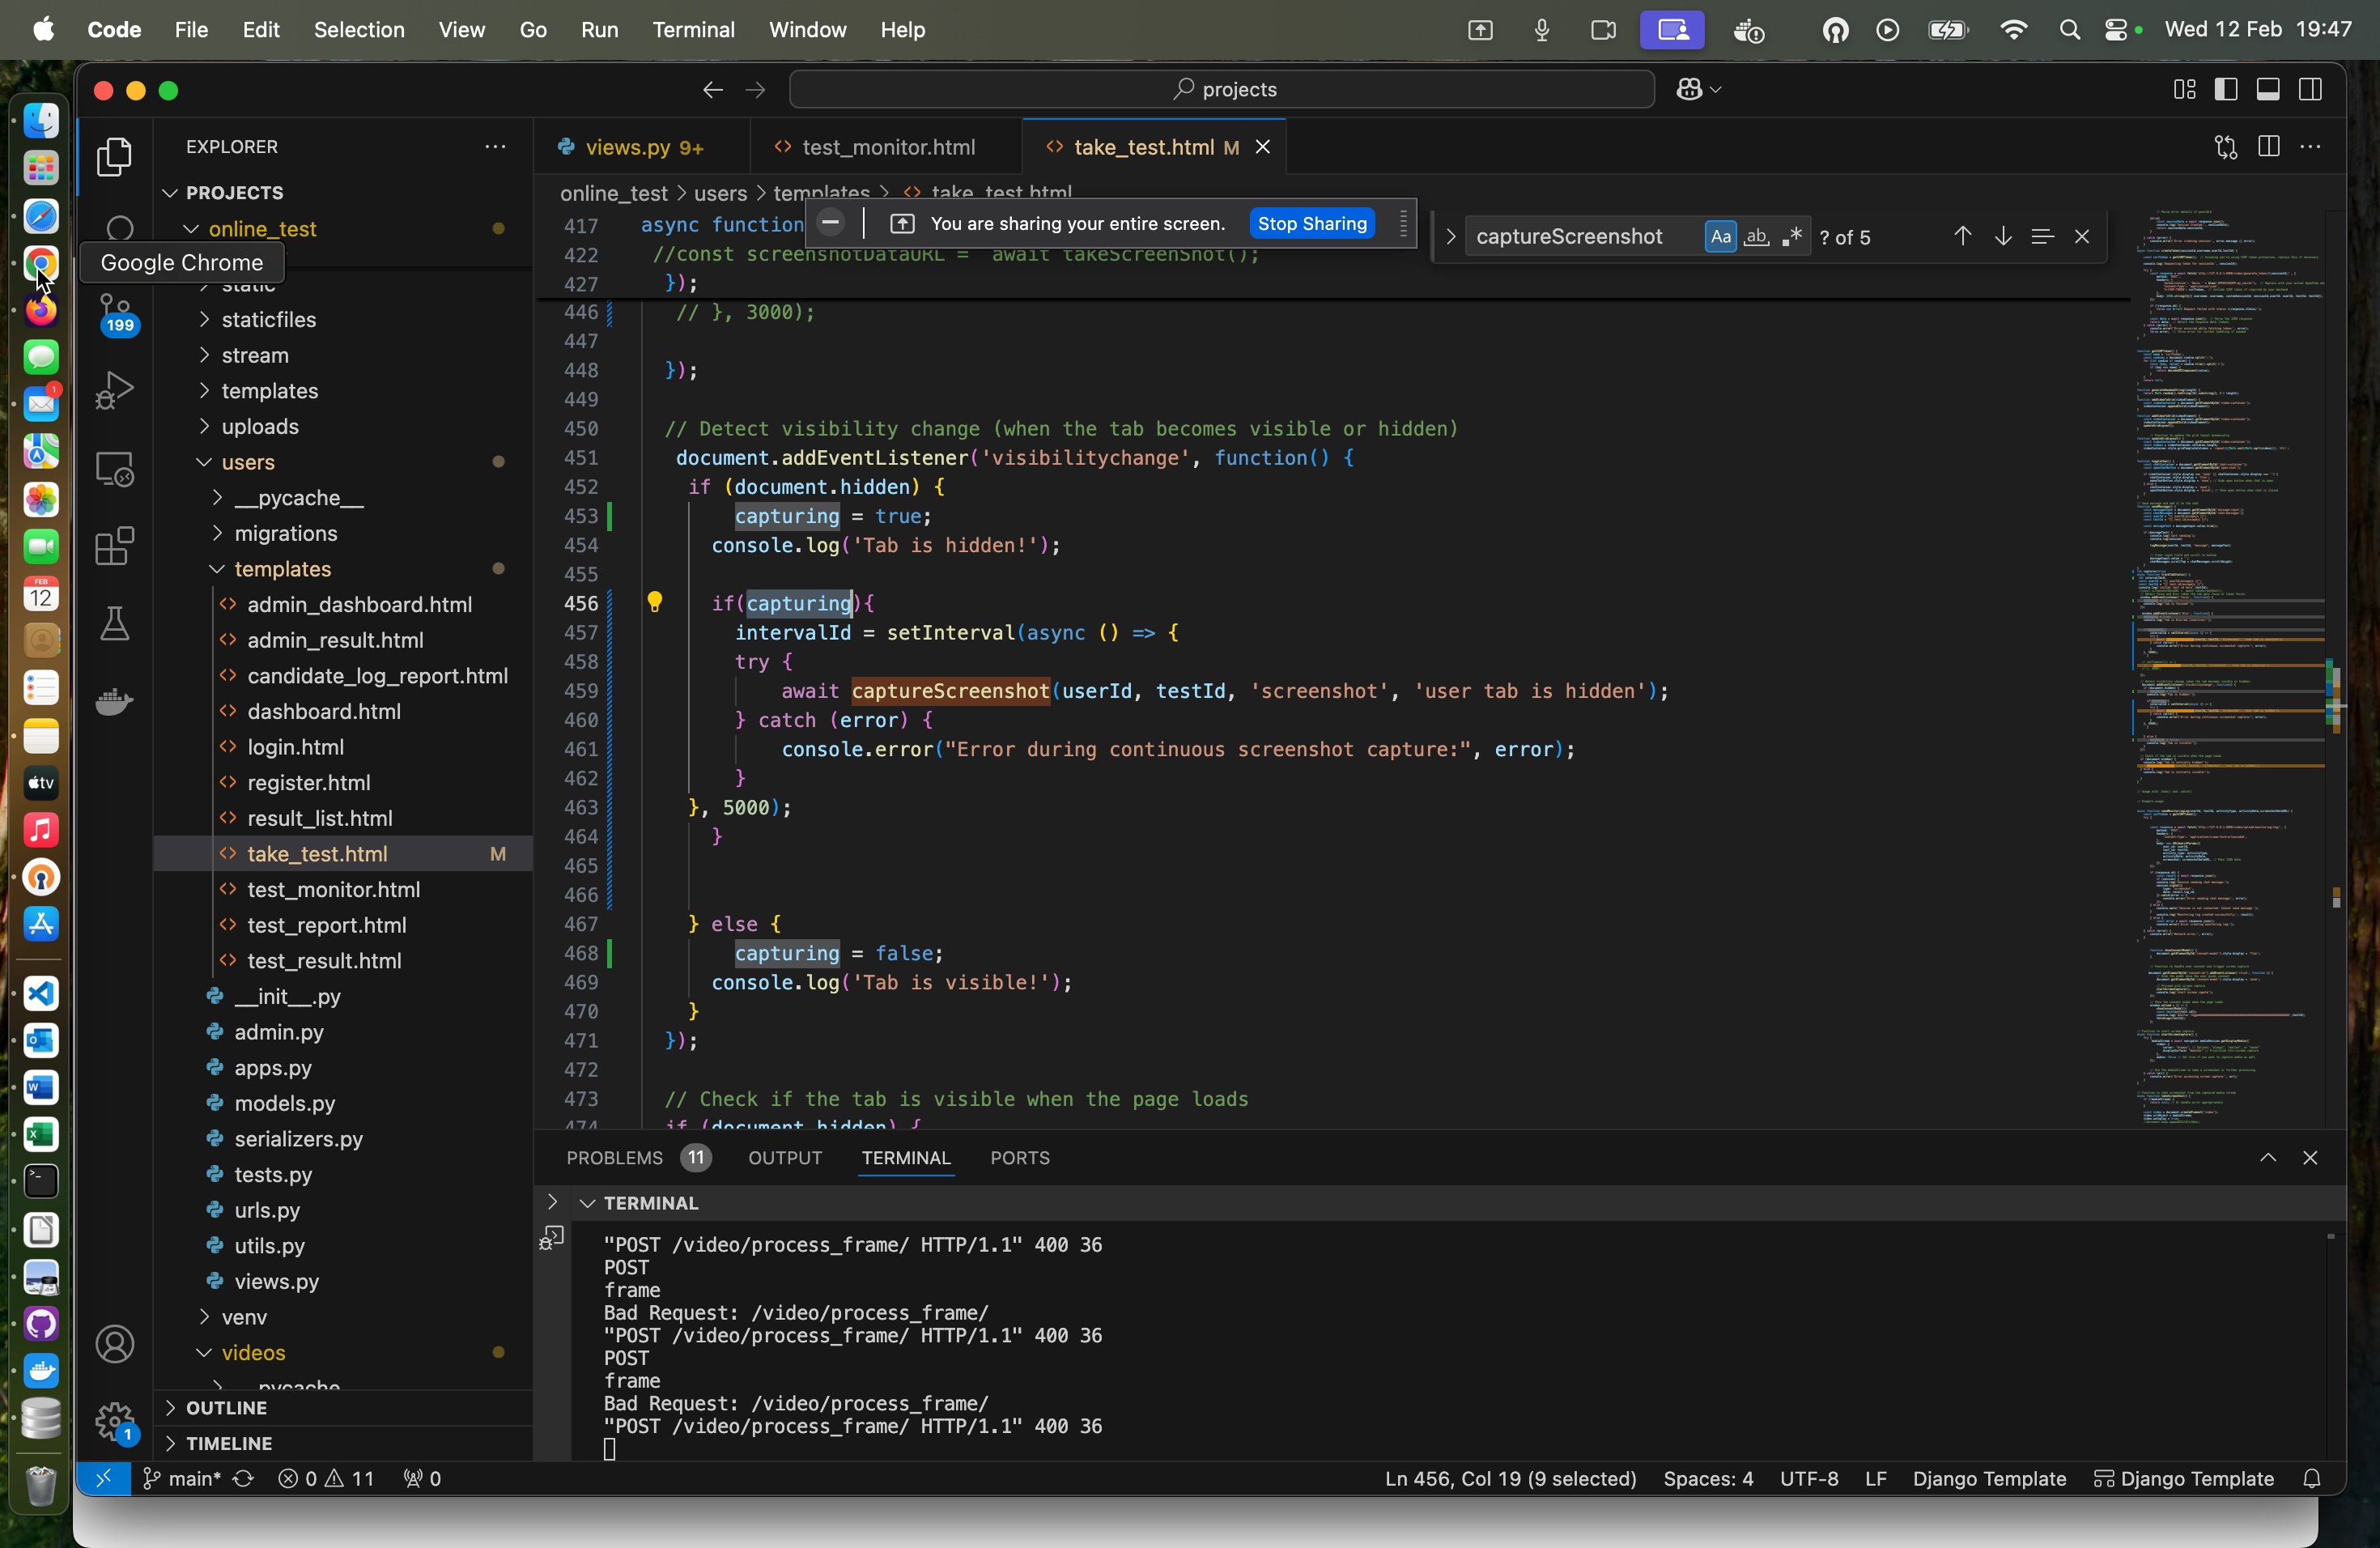 Code File Edit Selection View Go Run Terminal Window Help Wed 12 Feb 19:47
projects
EXPLORER
PROJECTS
online_test
Google Chrome
static
199
staticfiles
stream
templates
uploads
users
__pycache__
migrations
templates
admin_dashboard.html
admin_result.html
candidate_log_report.html
dashboard.html
login.html
register.html
result_list.html
take_test.html M
test_monitor.html
test_report.html
test_result.html
__init__.py
admin.py
apps.py
models.py
serializers.py
tests.py
urls.py
utils.py
views.py
venv
videos
OUTLINE
TIMELINE
1
FEB
12
1
tv
views.py 9+ test_monitor.html take_test.html M
online_test > users > templates > take_test.html
You are sharing your entire screen. Stop Sharing
captureScreenshot Aa ab .* ? of 5
417 async function
422 //const screenshotDataURL = await takeScreenShot();
427 });
446 // }, 3000);
447
448 });
449
450 // Detect visibility change (when the tab becomes visible or hidden)
451 document.addEventListener('visibilitychange', function() {
452 if (document.hidden) {
453 capturing = true;
454 console.log('Tab is hidden!');
455
456 if(capturing){
457 intervalId = setInterval(async () => {
458 try {
459 await captureScreenshot(userId, testId, 'screenshot', 'user tab is hidden');
460 } catch (error) {
461 console.error("Error during continuous screenshot capture:", error);
462 }
463 }, 5000);
464 }
465
466
467 } else {
468 capturing = false;
469 console.log('Tab is visible!');
470 }
471 });
472
473 // Check if the tab is visible when the page loads
474 if (document.hidden) {
PROBLEMS 11 OUTPUT TERMINAL PORTS
TERMINAL
"POST /video/process_frame/ HTTP/1.1" 400 36
POST
frame
Bad Request: /video/process_frame/
"POST /video/process_frame/ HTTP/1.1" 400 36
POST
frame
Bad Request: /video/process_frame/
"POST /video/process_frame/ HTTP/1.1" 400 36
main* 0 11 0 Ln 456, Col 19 (9 selected) Spaces: 4 UTF-8 LF Django Template Django Template